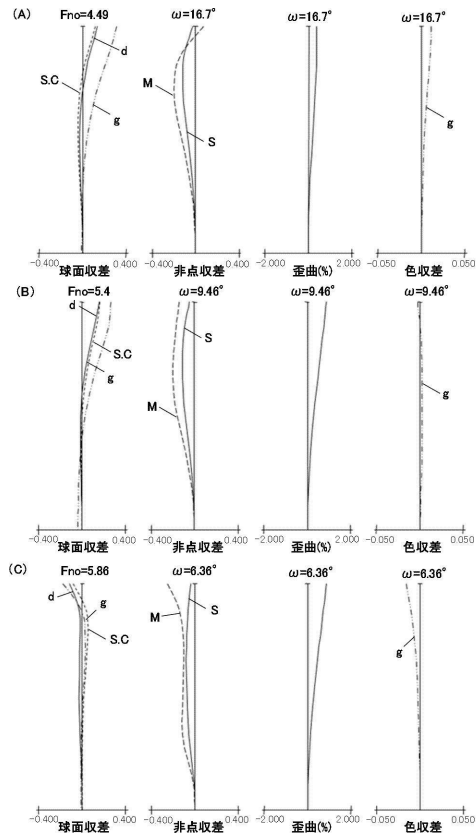 (A) Fno=4.49 ω=16.7° ω=16.7° ω=16.7°
d
S.C
g
M
S
g
-0.400 0.400 -0.400 0.400 -2.000 2.000 -0.050 0.050
球面収差 非点収差 歪曲(%) 色収差
(B) Fno=5.4 ω=9.46° ω=9.46° ω=9.46°
d
S.C
g
S
M
g
-0.400 0.400 -0.400 0.400 -2.000 2.000 -0.050 0.050
球面収差 非点収差 歪曲(%) 色収差
(C) Fno=5.86 ω=6.36° ω=6.36° ω=6.36°
d
g
S.C
M
S
g
-0.400 0.400 -0.400 0.400 -2.000 2.000 -0.050 0.050
球面収差 非点収差 歪曲(%) 色収差